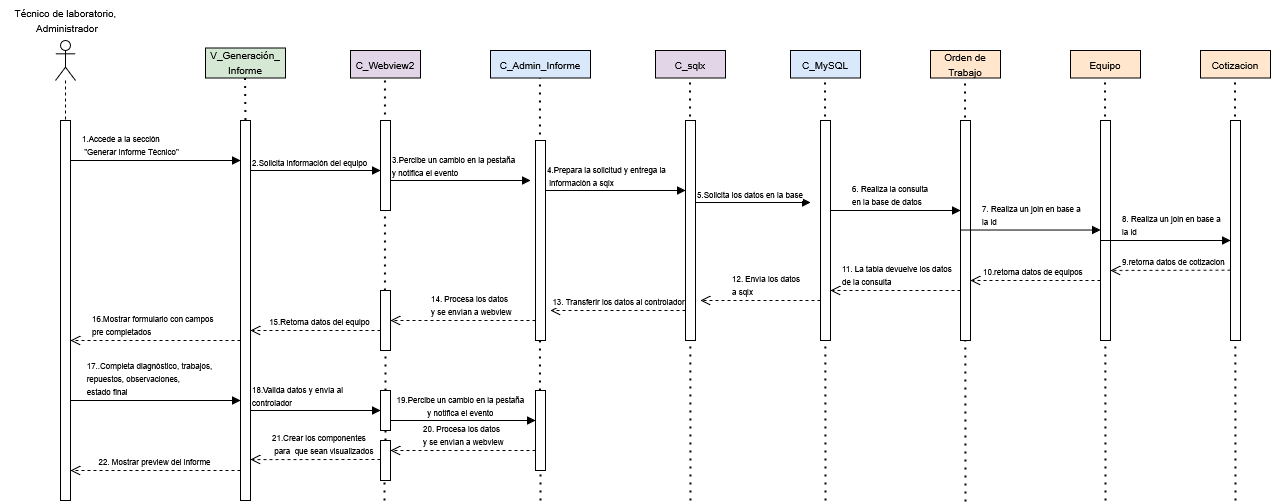 Técnico de laboratorio,
Administrador
V_Generación_
Informe
C_Webview2
C_Admin_Informe
C_sqlx
C_MySQL
Orden de
Trabajo
Equipo
Cotizacion
1.Accede a la sección
"Generar Informe Técnico"
2.Solicita información del equipo
3.Percibe un cambio en la pestaña
y notifica el evento
4.Prepara la solicitud y entrega la
información a sqlx
5.Solicita los datos en la base
6. Realiza la consulta
en la base de datos
7. Realiza un join en base a
la id
8. Realiza un join en base a
la id
9.retorna datos de cotizacion
10.retorna datos de equipos
11. La tabla devuelve los datos
de la consulta
12. Envia los datos
a sqlx
13. Transferir los datos al controlador
14. Procesa los datos
y se envian a webview
15.Retorna datos del equipo
16.Mostrar formulario con campos
pre completados
17..Completa diagnóstico, trabajos,
repuestos, observaciones,
estado final
18.Valida datos y envia al
controlador
19.Percibe un cambio en la pestaña
y notifica el evento
20. Procesa los datos
y se envian a webview
21.Crear los componentes
para que sean visualizados
22. Mostrar preview del informe